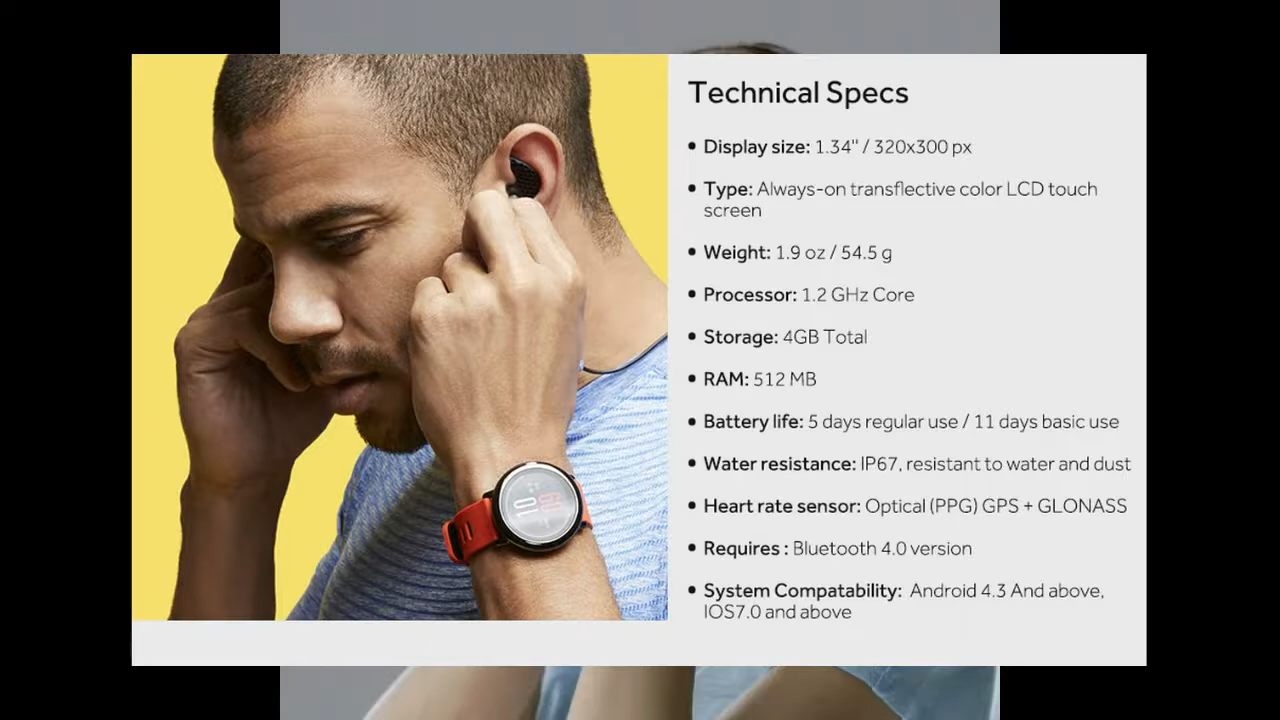 Technical Specs
• Display size: 1.34" / 320x300 px
• Type: Always-on transflective color LCD touch
screen
• Weight: 1.9 oz / 54.5 g
• Processor: 1.2 GHz Core
• Storage: 4GB Total
• RAM: 512 MB
• Battery life: 5 days regular use / 11 days basic use
• Water resistance: IP67, resistant to water and dust
• Heart rate sensor: Optical (PPG) GPS + GLONASS
• Requires : Bluetooth 4.0 version
• System Compatability: Android 4.3 And above,
IOS7.0 and above
10